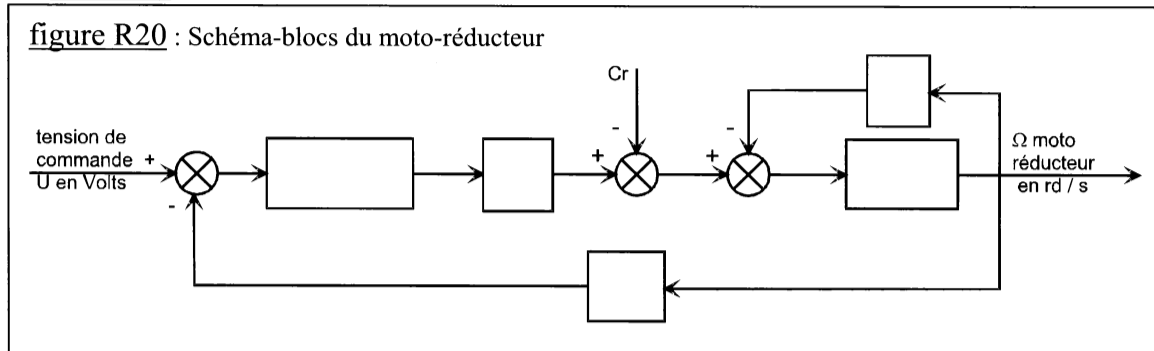 figure R20 : Schéma-blocs du moto-réducteur
Cr
-
-
tension de
commande +
U en Volts
-
+
+
Ω moto
réducteur
en rd / s